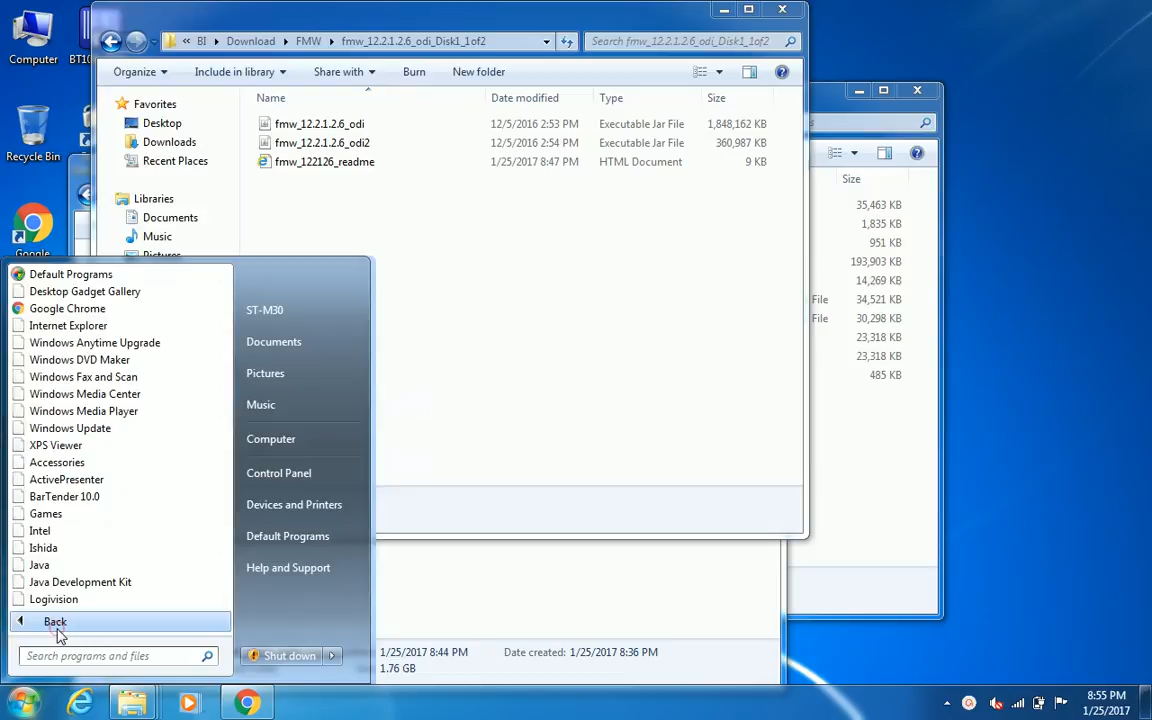 Computer
BT10
Recycle Bin
Google
BI
Download
FMW
fmw_12.2.1.2.6_odi_Disk1_1of2
Search fmw_12.2.1.2.6_odi_Disk1_1of2
Organize
Include in library
Share with
Burn
New folder
Favorites
Desktop
Downloads
Recent Places
Libraries
Documents
Music
Pictures
Name
Date modified
Type
Size
fmw_12.2.1.2.6_odi
12/5/2016 2:53 PM
Executable Jar File
1,848,162 KB
fmw_12.2.1.2.6_odi2
12/5/2016 2:54 PM
Executable Jar File
360,987 KB
fmw_122126_readme
1/25/2017 8:47 PM
HTML Document
9 KB
Size
35,463 KB
1,835 KB
951 KB
193,903 KB
14,269 KB
File
34,521 KB
File
30,298 KB
23,318 KB
23,318 KB
485 KB
Default Programs
Desktop Gadget Gallery
Google Chrome
Internet Explorer
Windows Anytime Upgrade
Windows DVD Maker
Windows Fax and Scan
Windows Media Center
Windows Media Player
Windows Update
XPS Viewer
Accessories
ActivePresenter
BarTender 10.0
Games
Intel
Ishida
Java
Java Development Kit
Logivision
Back
Search programs and files
ST-M30
Documents
Pictures
Music
Computer
Control Panel
Devices and Printers
Default Programs
Help and Support
Shut down
1/25/2017 8:44 PM
Date created: 1/25/2017 8:36 PM
1.76 GB
8:55 PM
1/25/2017